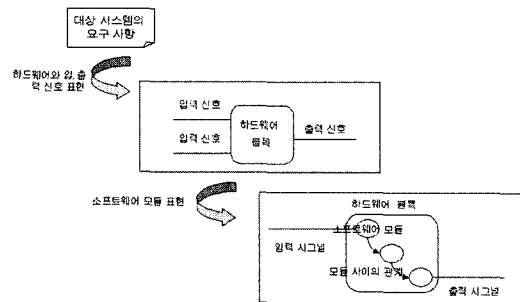 대상 시스템의
요구 사항
하드웨어와 입, 출
력 신호 표현
입력 신호
하드웨어
블록
출력 신호
입력 신호
소프트웨어 모듈 표현
하드웨어 블록
소프트웨어 모듈
입력 시그널
모듈 사이의 관계
출력 시그널